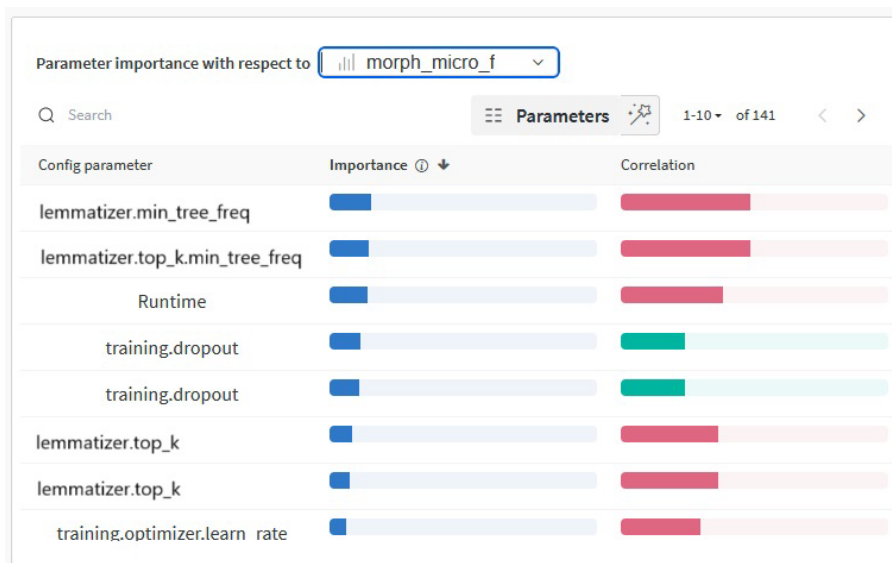 Parameter importance with respect to morph_micro_f
Search Parameters 1-10 of 141
Config parameter Importance Correlation
lemmatizer.min_tree_freq
lemmatizer.top_k.min_tree_freq
Runtime
training.dropout
training.dropout
lemmatizer.top_k
lemmatizer.top_k
training.optimizer.learn_rate